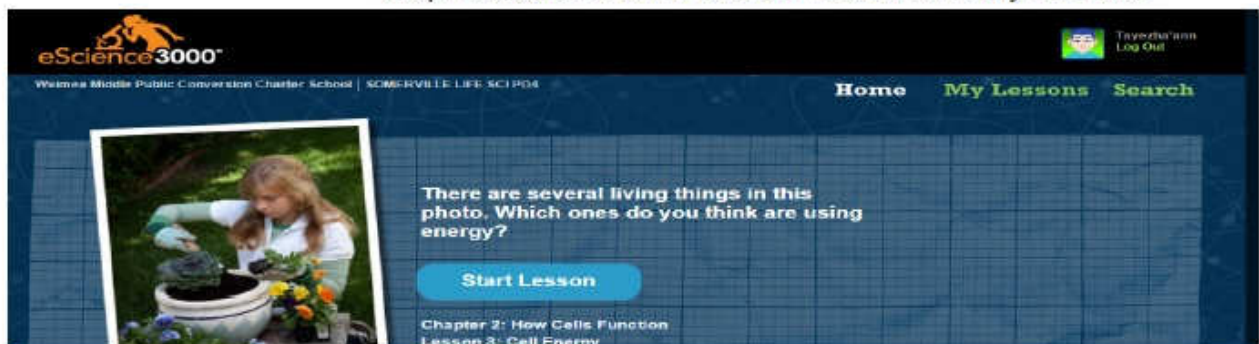 eScience3000
Tayezha'ann
Log Out
Waimea Middle Public Conversion Charter School | SOMERVILLE LIFE SCI PD4
Home My Lessons Search
There are several living things in this
photo. Which ones do you think are using
energy?
Start Lesson
Chapter 2: How Cells Function
Lesson 3: Cell Energy